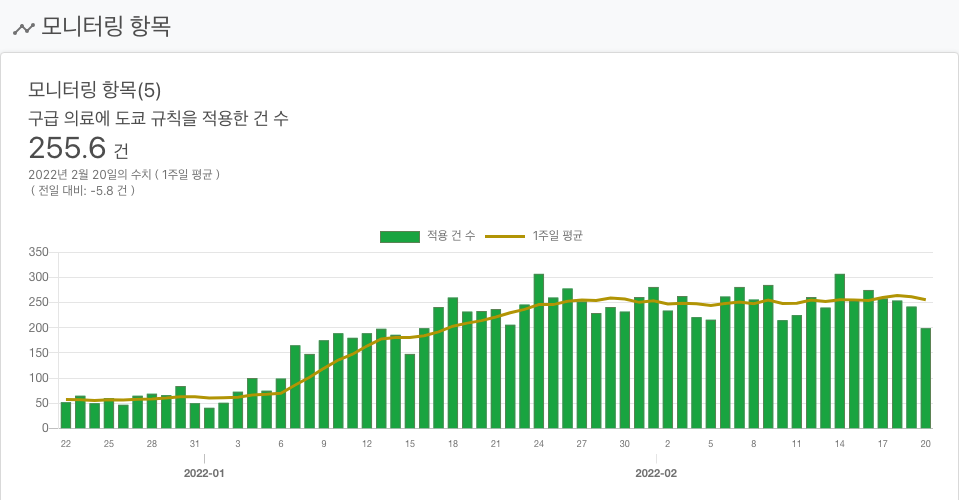 모니터링 항목
모니터링 항목(5)
구급 의료에 도쿄 규칙을 적용한 건 수
255.6 건
2022년 2월 20일의 수치 ( 1주일 평균 )
( 전일 대비: -5.8 건 )
적용 건 수 1주일 평균
350
300
250
200
150
100
50
0
22 25 28 31 3 6 9 12 15 18 21 24 27 30 2 5 8 11 14 17 20
2022-01 2022-02